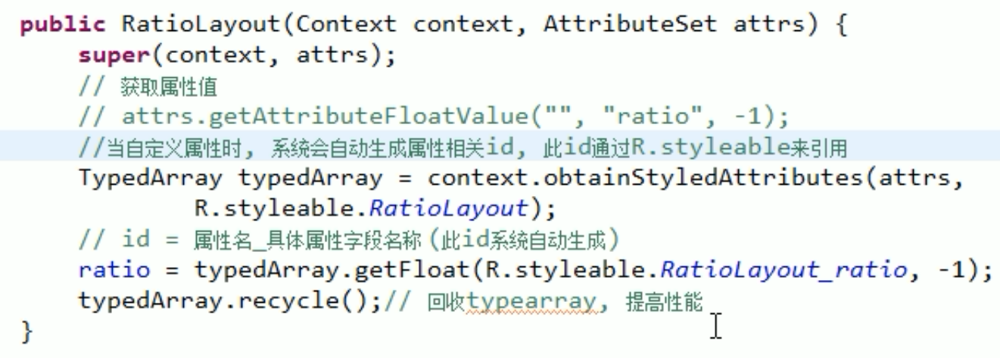 public RatioLayout(Context context, AttributeSet attrs) {
super(context, attrs);
// 获取属性值
// attrs.getAttributeFloatValue("", "ratio", -1);
//当自定义属性时, 系统会自动生成属性相关id, 此id通过R.styleable来引用
TypedArray typedArray = context.obtainStyledAttributes(attrs,
R.styleable.RatioLayout);
// id = 属性名_具体属性字段名称 (此id系统自动生成)
ratio = typedArray.getFloat(R.styleable.RatioLayout_ratio, -1);
typedArray.recycle();// 回收typearray, 提高性能
}